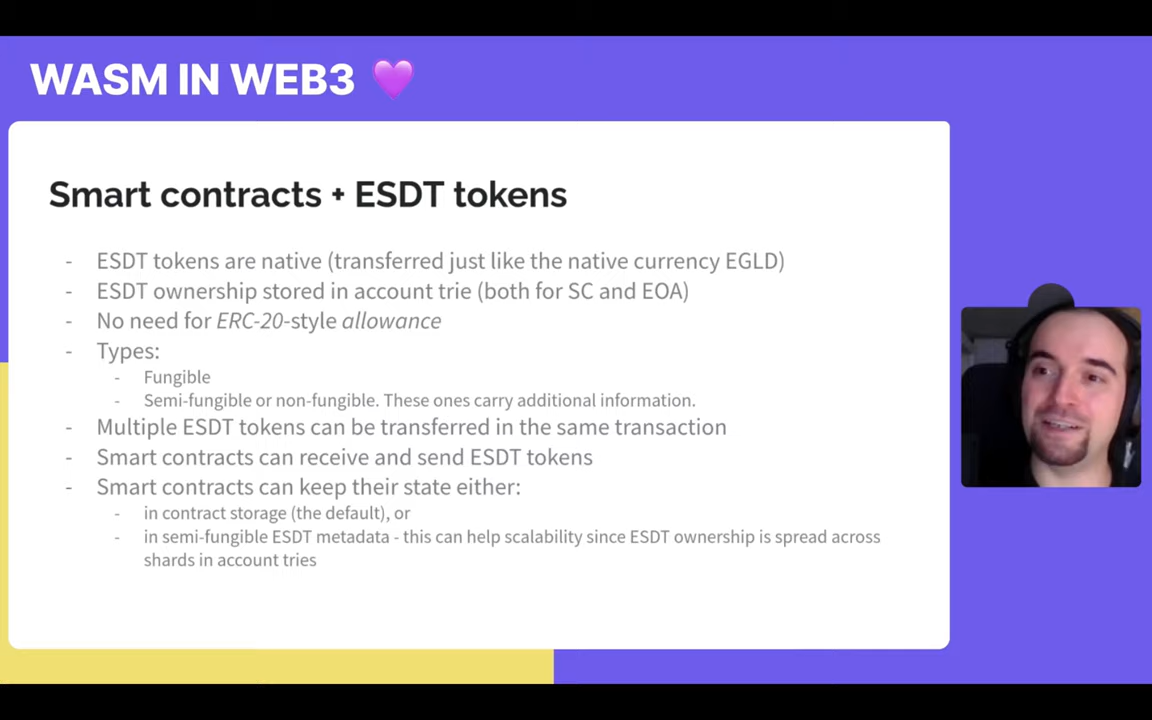 WASM IN WEB3 💜
Smart contracts + ESDT tokens
- ESDT tokens are native (transferred just like the native currency EGLD)
- ESDT ownership stored in account trie (both for SC and EOA)
- No need for ERC-20-style allowance
- Types:
- Fungible
- Semi-fungible or non-fungible. These ones carry additional information.
- Multiple ESDT tokens can be transferred in the same transaction
- Smart contracts can receive and send ESDT tokens
- Smart contracts can keep their state either:
- in contract storage (the default), or
- in semi-fungible ESDT metadata - this can help scalability since ESDT ownership is spread across
shards in account tries